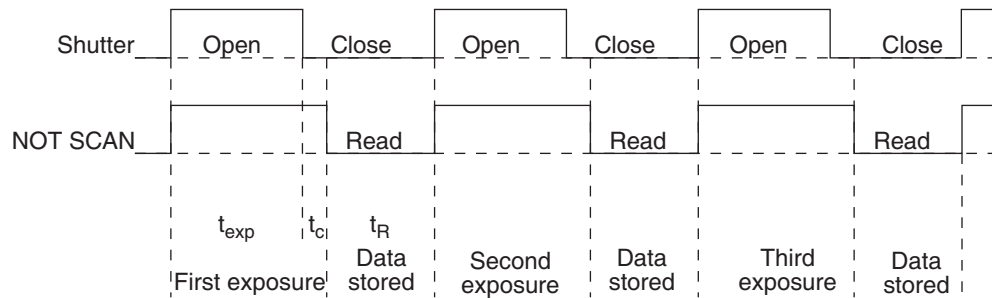 Shutter Open Close Open Close Open Close
NOT SCAN Read Read Read
t_exp t_c t_R
First exposure
Data
stored
Second
exposure
Data
stored
Third
exposure
Data
stored